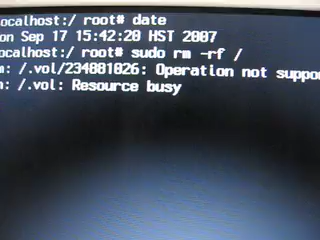 ocalhost:/ root# date
on Sep 17 15:42:20 HST 2007
ocalhost:/ root# sudo rm -rf /
m: /.vol/234881026: Operation not suppo
m: /.vol: Resource busy